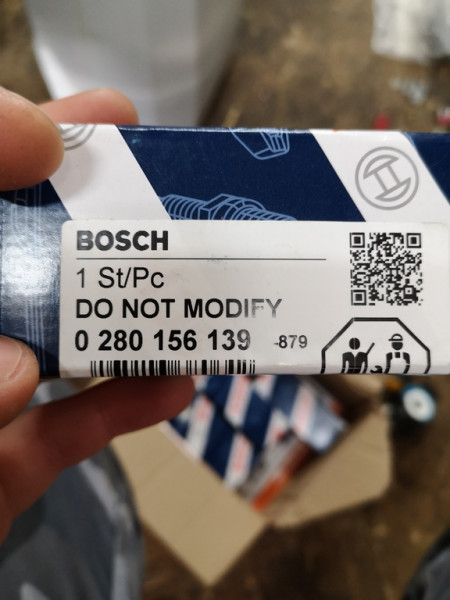 BOSCH
1 St/Pc
DO NOT MODIFY
0 280 156 139 -879